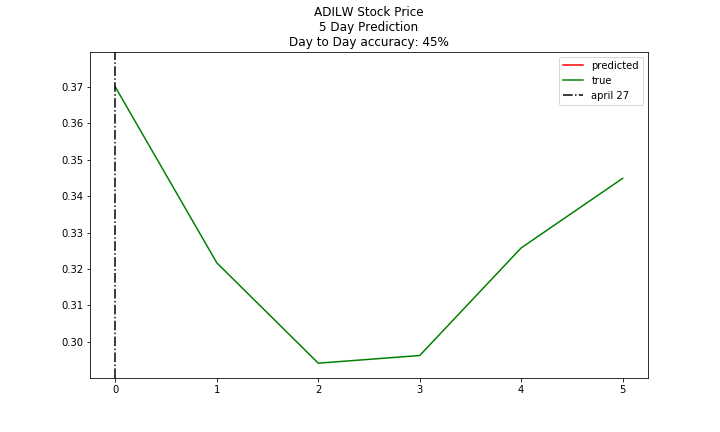 ADILW Stock Price
5 Day Prediction
Day to Day accuracy: 45%
predicted
true
april 27
0.37
0.36
0.35
0.34
0.33
0.32
0.31
0.30
0 1 2 3 4 5